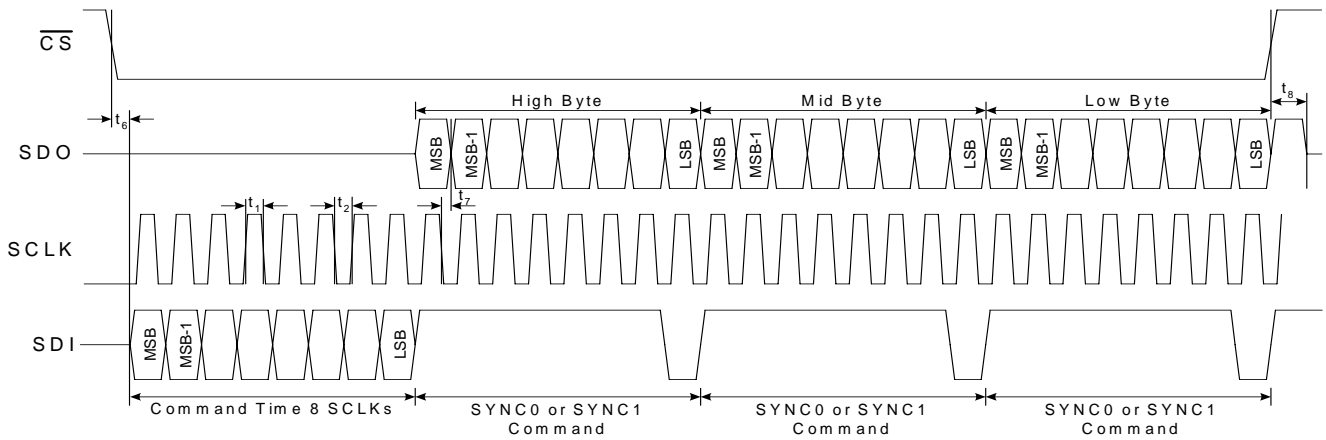 CS
High Byte
Mid Byte
Low Byte
t8
t6
SDO
MSB
MSB-1
LSB
MSB
MSB-1
LSB
MSB
MSB-1
LSB
t1
t2
t7
SCLK
SDI
MSB
MSB-1
LSB
Command Time 8 SCLKs
SYNC0 or SYNC1
Command
SYNC0 or SYNC1
Command
SYNC0 or SYNC1
Command